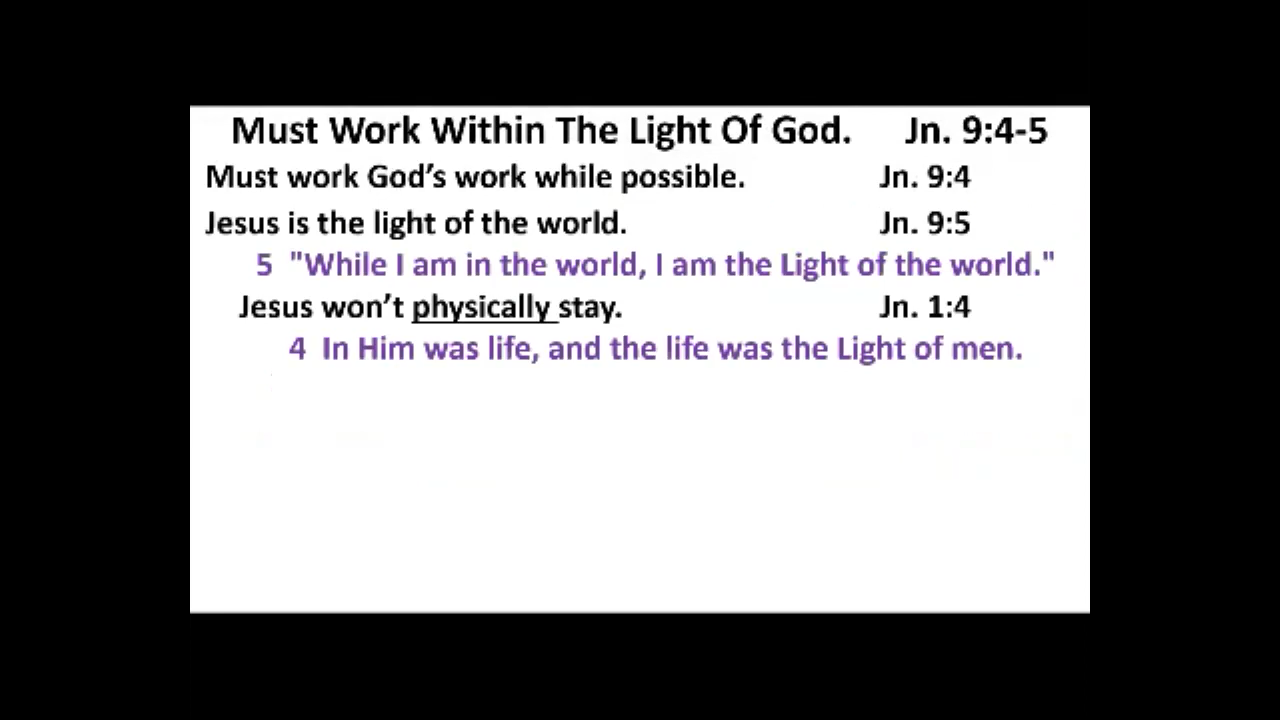 Must Work Within The Light Of God. Jn. 9:4-5
Must work God’s work while possible. Jn. 9:4
Jesus is the light of the world. Jn. 9:5
5 "While I am in the world, I am the Light of the world."
Jesus won’t physically stay. Jn. 1:4
4 In Him was life, and the life was the Light of men.